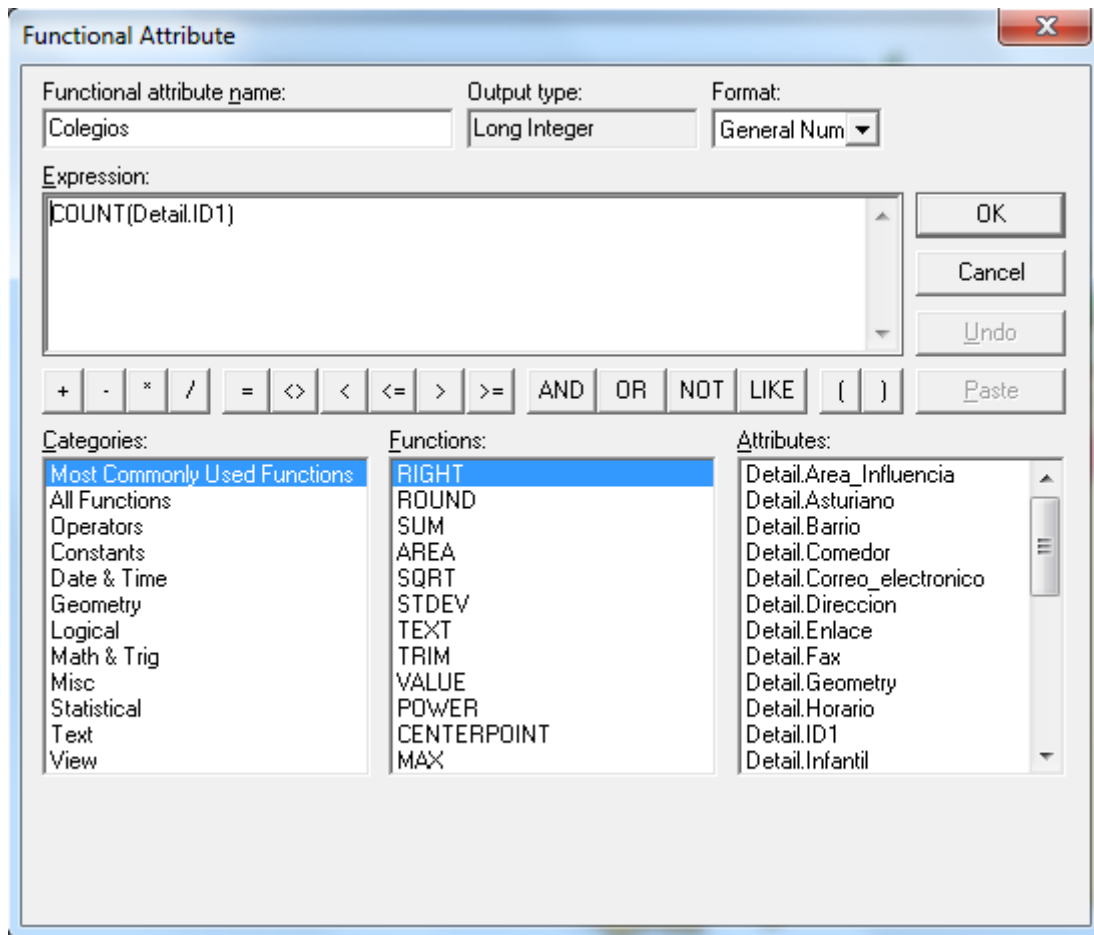 Functional Attribute
Functional attribute name: Output type: Format:
Colegios Long Integer General Num
Expression:
COUNT(Detail.ID1)
OK
Cancel
Undo
+ - * / = <> < <= > >= AND OR NOT LIKE ( ) Paste
Categories: Functions: Attributes:
Most Commonly Used Functions RIGHT Detail.Area_Influencia
All Functions ROUND Detail.Asturiano
Operators SUM Detail.Barrio
Constants AREA Detail.Comedor
Date & Time SQRT Detail.Correo_electronico
Geometry STDEV Detail.Direccion
Logical TEXT Detail.Enlace
Math & Trig TRIM Detail.Fax
Misc VALUE Detail.Geometry
Statistical POWER Detail.Horario
Text CENTERPOINT Detail.ID1
View MAX Detail.Infantil